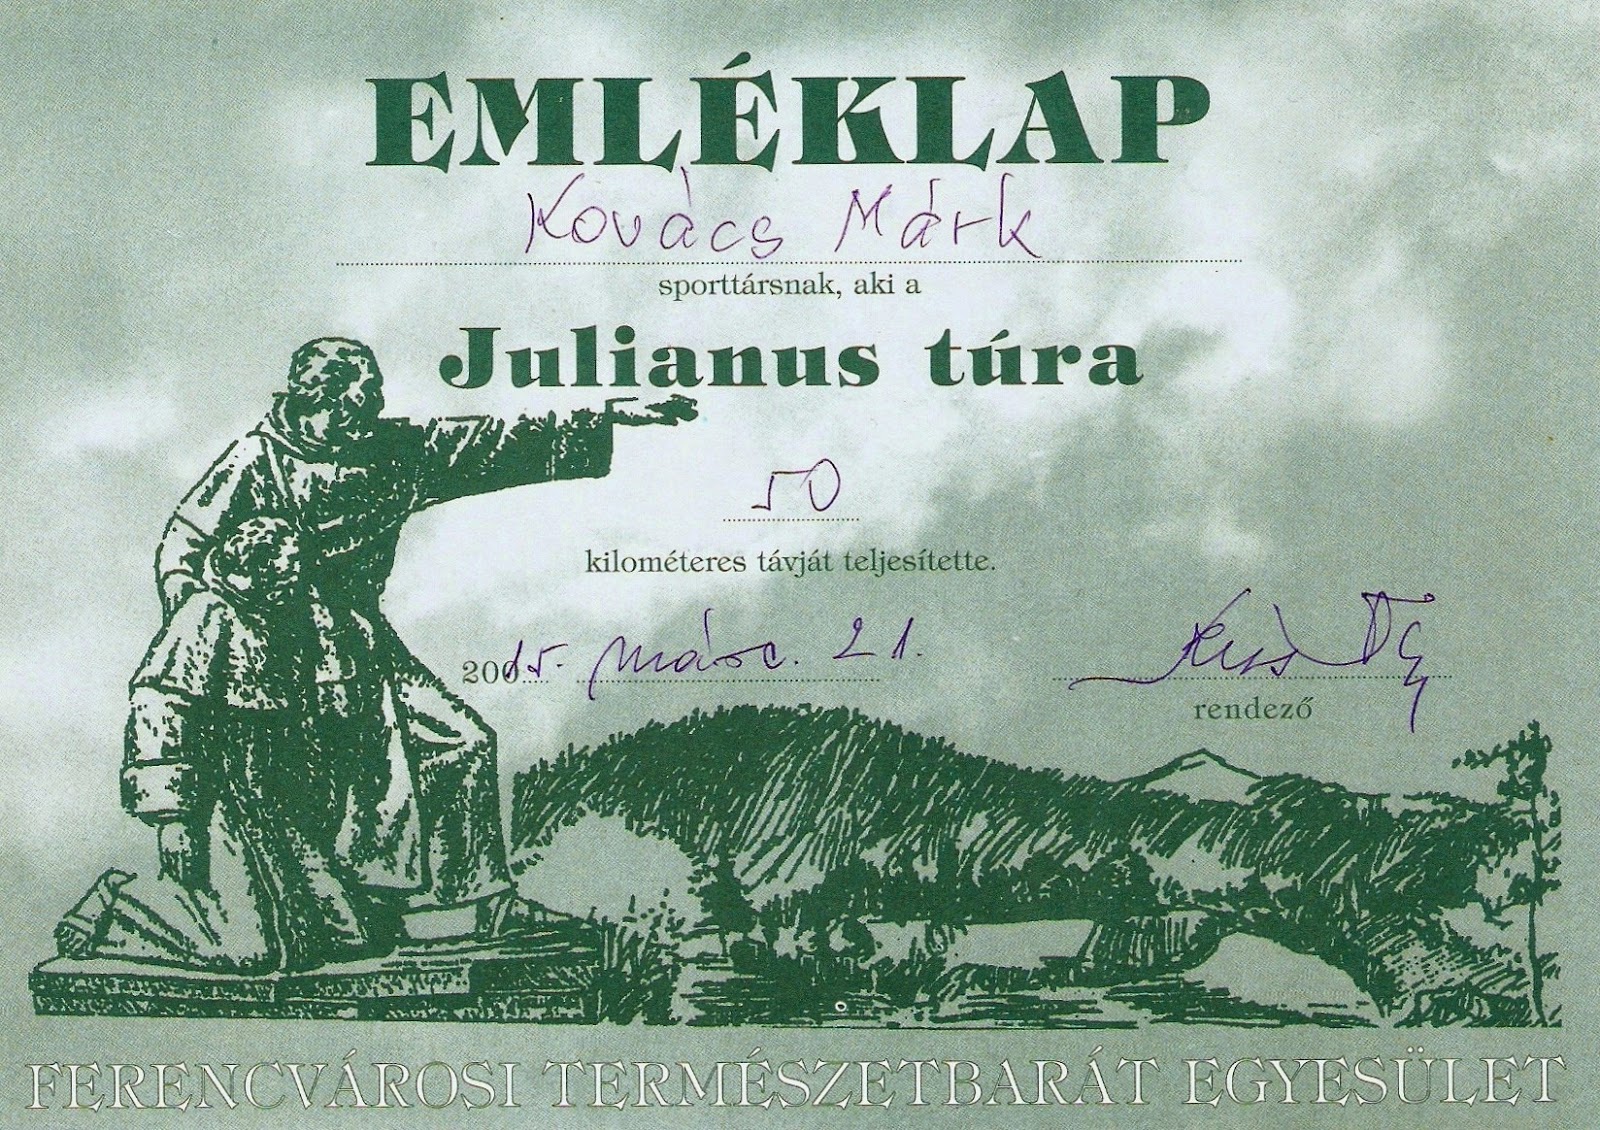 EMLÉKLAP
Kovács Márk
sporttársnak, aki a
Julianus túra
50
kilométeres távját teljesítette.
2015. márc. 21.
rendező
FERENCVÁROSI TERMÉSZETBARÁT EGYESÜLET